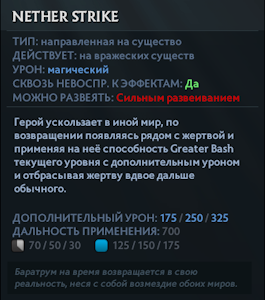 NETHER STRIKE
ТИП: направленная на существо
ДЕЙСТВУЕТ: на вражеских существ
УРОН: магический
СКВОЗЬ НЕВОСПР. К ЭФФЕКТАМ: Да
МОЖНО РАЗВЕЯТЬ: Сильным развеиванием
Герой ускользает в иной мир, по
возвращении появляясь рядом с жертвой и
применяя на неё способность Greater Bash
текущего уровня с дополнительным уроном
и отбрасывая жертву вдвое дальше
обычного.
ДОПОЛНИТЕЛЬНЫЙ УРОН: 175 / 250 / 325
ДАЛЬНОСТЬ ПРИМЕНЕНИЯ: 700
70 / 50 / 30 125 / 150 / 175
Баратрум на время возвращается в свою
реальность, неся с собой возмездие обоих миров.